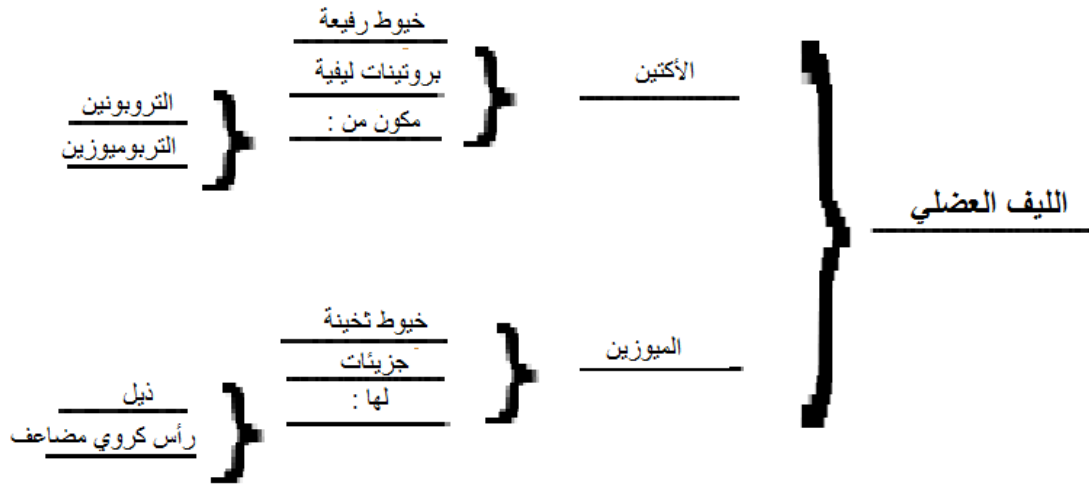 الليف العضلي
الأكتين
خيوط رفيعة
بروتينات ليفية
مكون من :
التروبونين
التربوميوزين
الميوزين
خيوط ثخينة
جزيئات
لها :
ذيل
رأس كروي مضاعف